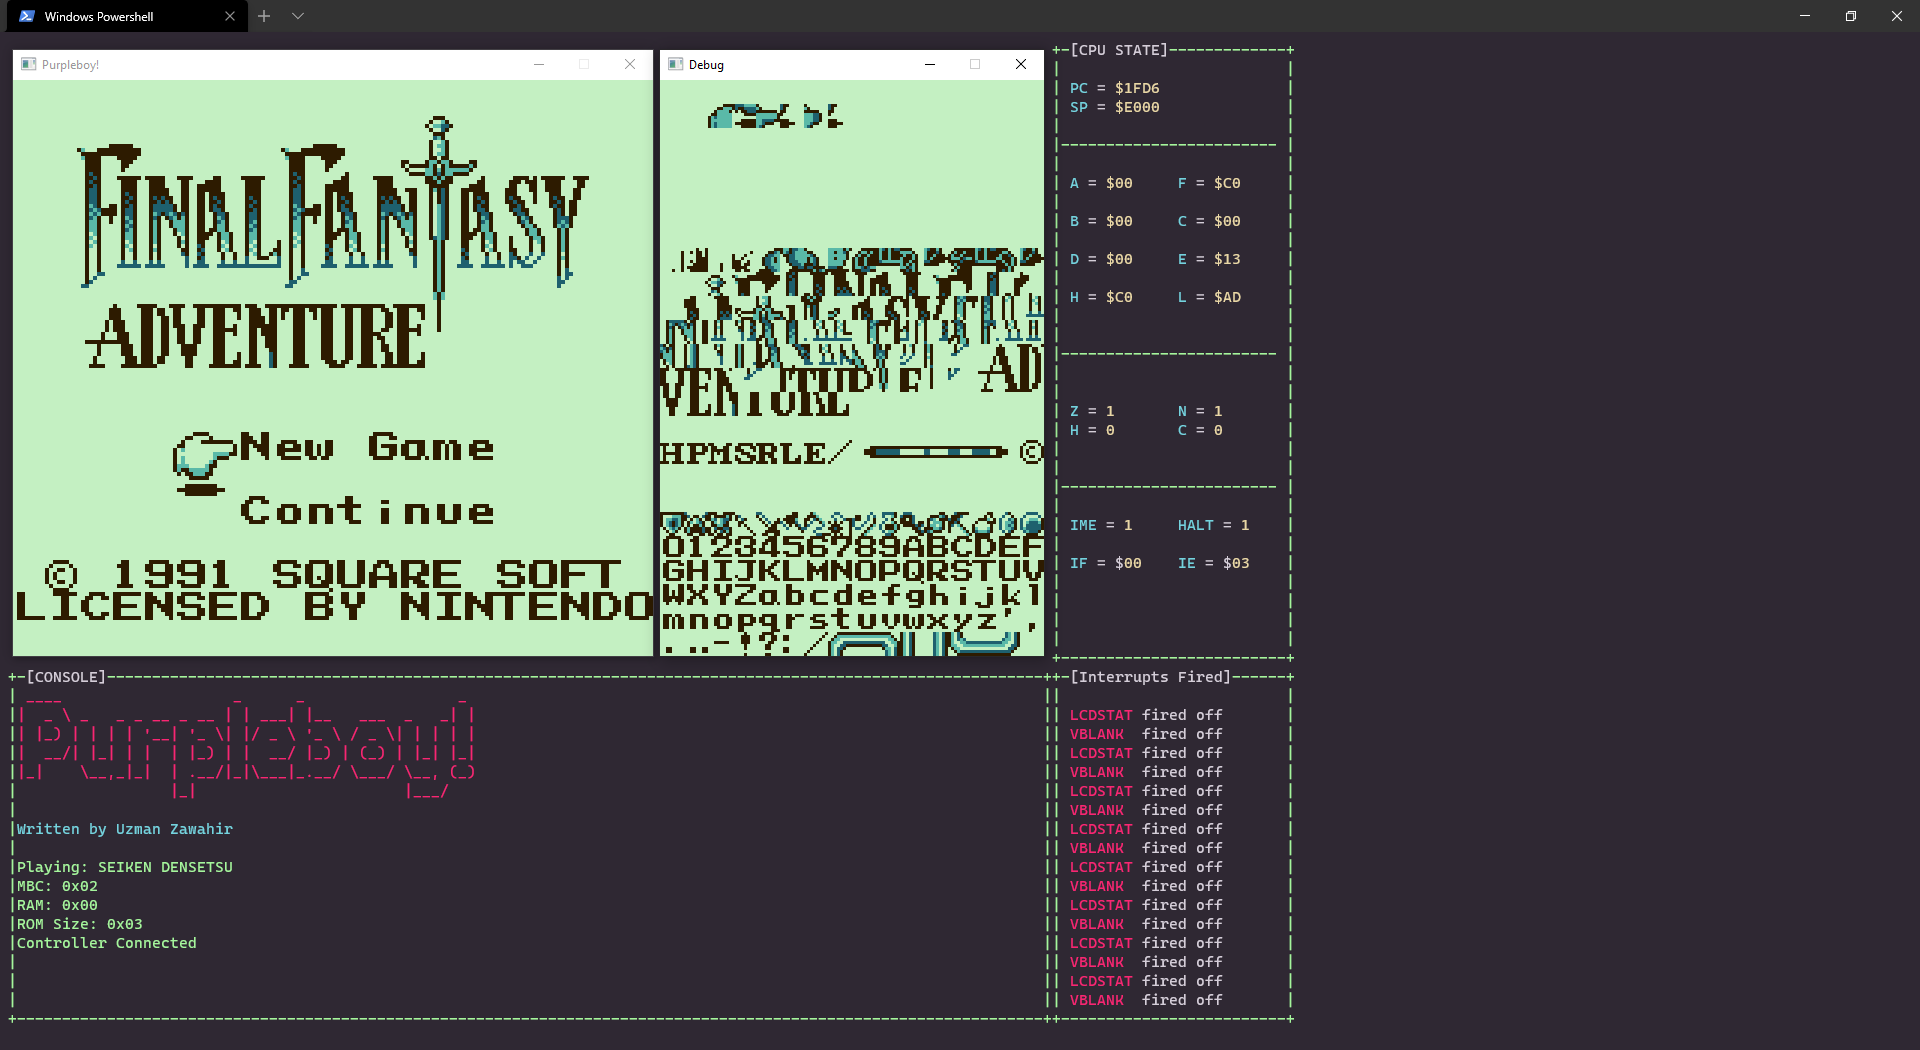 Windows Powershell
Purpleboy!
FINAL FANTASY
ADVENTURE
New Game
Continue
© 1991 SQUARE SOFT
LICENSED BY NINTENDO
Debug
ADVENTURE
HPMSRLE/ ©
0123456789ABCDEF
GHIJKLMNOPQRSTUV
WXYZabcdefghijkl
mnopqrstuvwxyz',
. .. - ! ? : /
[CPU STATE]
PC = $1FD6
SP = $E000
A = $00 F = $C0
B = $00 C = $00
D = $00 E = $13
H = $C0 L = $AD
Z = 1 N = 1
H = 0 C = 0
IME = 1 HALT = 1
IF = $00 IE = $03
[CONSOLE]
Purpleboy!
Written by Uzman Zawahir
Playing: SEIKEN DENSETSU
MBC: 0x02
RAM: 0x00
ROM Size: 0x03
Controller Connected
[Interrupts Fired]
LCDSTAT fired off
VBLANK fired off
LCDSTAT fired off
VBLANK fired off
LCDSTAT fired off
VBLANK fired off
LCDSTAT fired off
VBLANK fired off
LCDSTAT fired off
VBLANK fired off
LCDSTAT fired off
VBLANK fired off
LCDSTAT fired off
VBLANK fired off
LCDSTAT fired off
VBLANK fired off